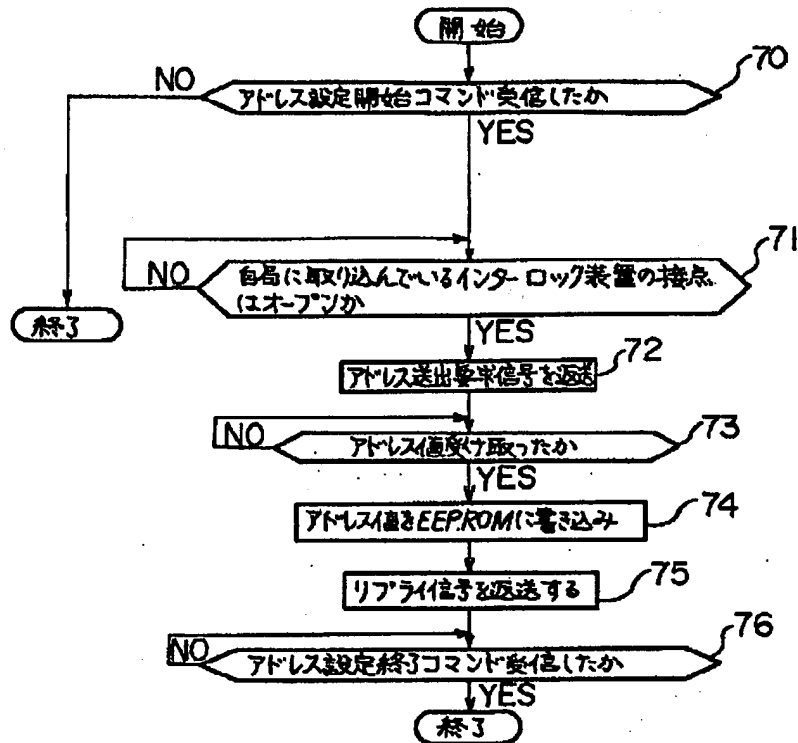 開始
70
NO
アドレス設定開始コマンド受信したか
YES
71
NO
自局に取り込んでいるインターロック装置の接点
はオープンか
終了
YES
72
アドレス送出要求信号を返送
NO
73
アドレス値受け取ったか
YES
74
アドレス値をEEPROMに書き込み
75
リプライ信号を返送する
76
NO
アドレス設定終了コマンド受信したか
YES
終了